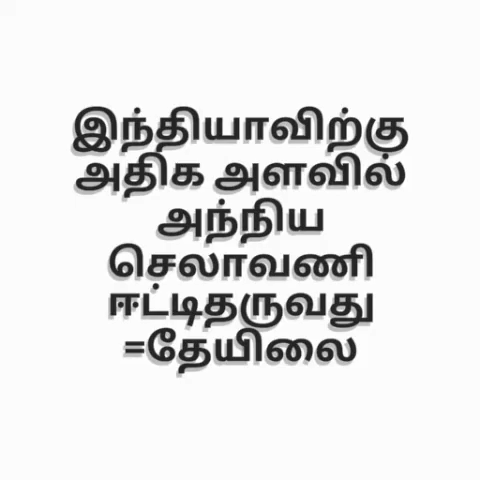 இந்தியாவிற்கு
அதிக அளவில்
அந்நிய
செலாவணி
ஈட்டிதருவது
=தேயிலை